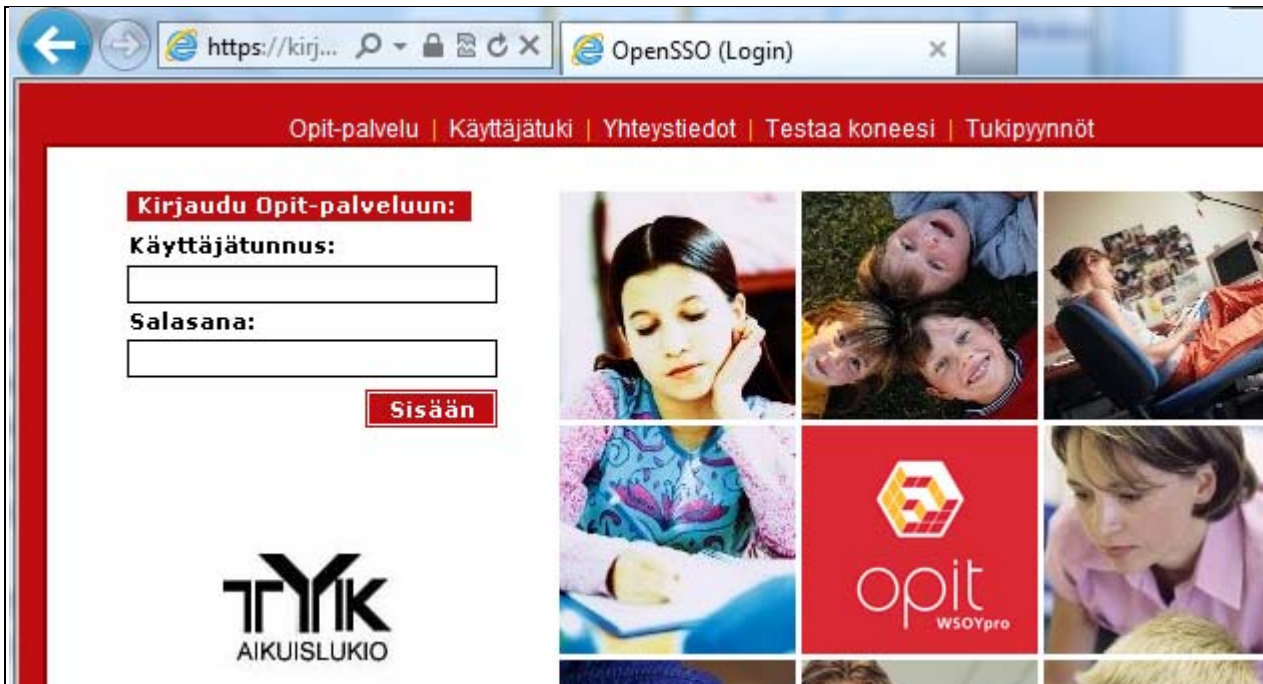 https://kirj...
OpenSSO (Login)
Opit-palvelu | Käyttäjätuki | Yhteystiedot | Testaa koneesi | Tukipyynnöt
Kirjaudu Opit-palveluun:
Käyttäjätunnus:
Salasana:
Sisään
TYK
AIKUISLUKIO
opit
WSOYpro